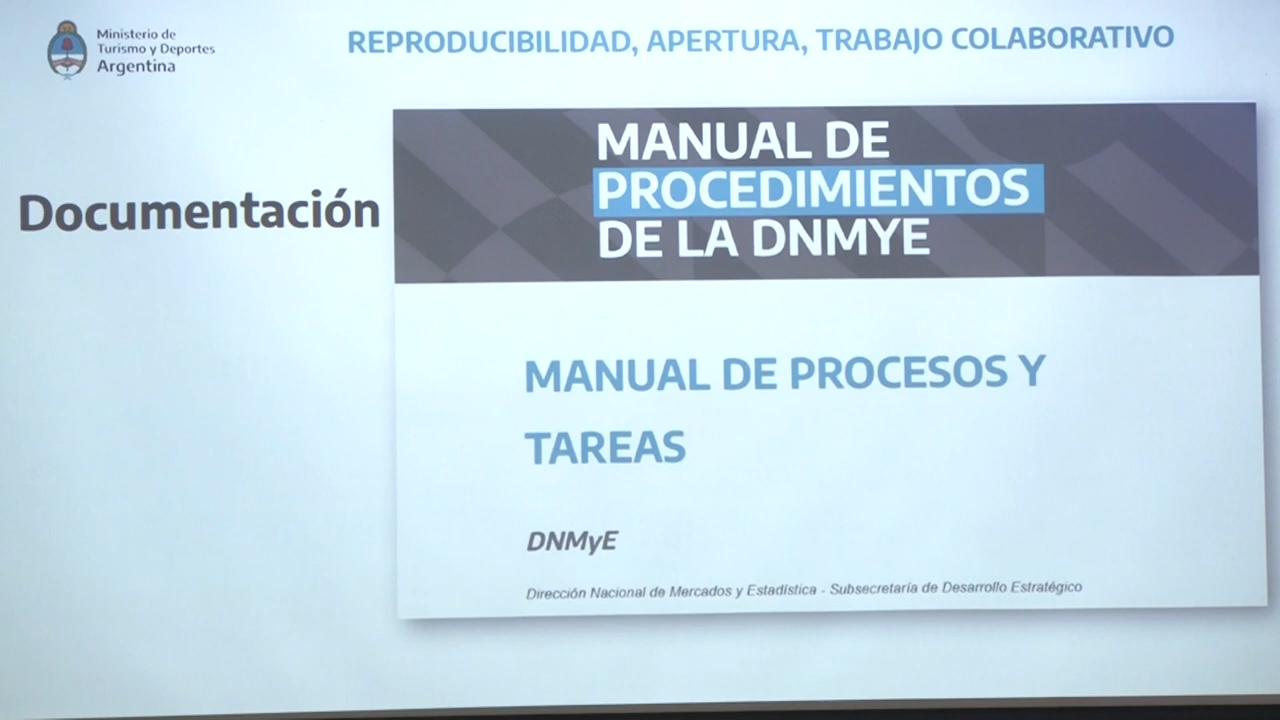 Ministerio de
Turismo y Deportes
Argentina
REPRODUCIBILIDAD, APERTURA, TRABAJO COLABORATIVO
Documentación
MANUAL DE
PROCEDIMIENTOS
DE LA DNMYE
MANUAL DE PROCESOS Y
TAREAS
DNMyE
Dirección Nacional de Mercados y Estadística - Subsecretaría de Desarrollo Estratégico